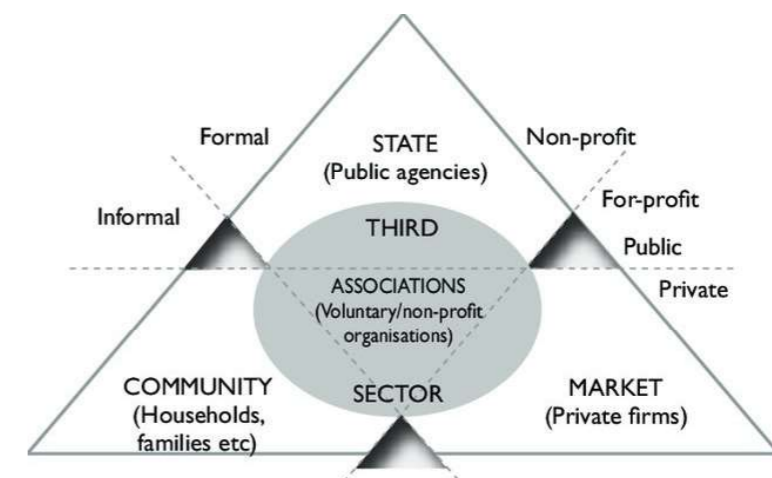 Formal
STATE
(Public agencies)
Non-profit
Informal
THIRD
For-profit
Public
ASSOCIATIONS
(Voluntary/non-profit
organisations)
Private
COMMUNITY
(Households,
families etc)
SECTOR
MARKET
(Private firms)